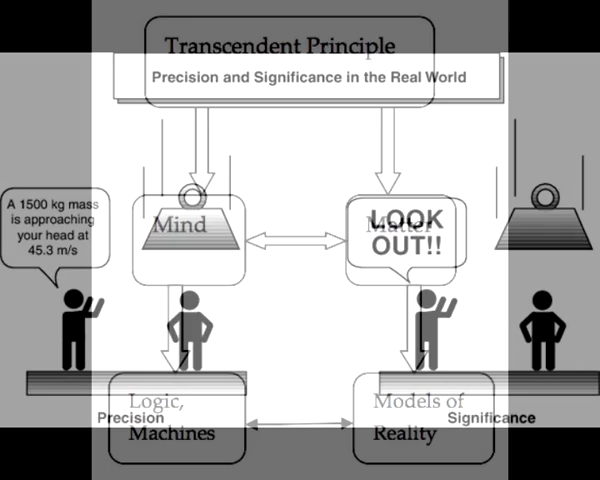 Transcendent Principle
Precision and Significance in the Real World
A 1500 kg mass
is approaching
your head at
45.3 m/s
Mind
Matter
LOOK
OUT!!
Logic,
Machines
Models of
Reality
Precision
Significance